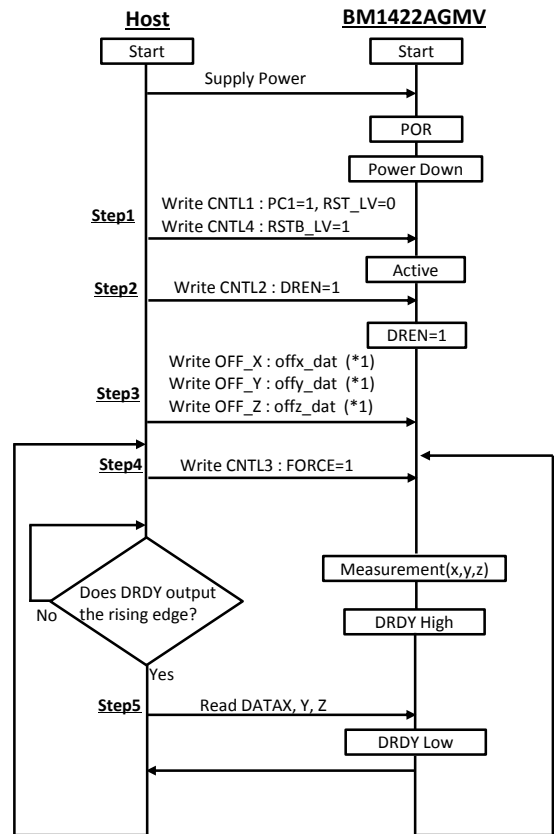 Host
BM1422AGMV
Start
Start
Supply Power
POR
Power Down
Step1
Write CNTL1 : PC1=1, RST_LV=0
Write CNTL4 : RSTB_LV=1
Active
Step2
Write CNTL2 : DREN=1
DREN=1
Step3
Write OFF_X : offx_dat (*1)
Write OFF_Y : offy_dat (*1)
Write OFF_Z : offz_dat (*1)
Step4
Write CNTL3 : FORCE=1
Measurement(x,y,z)
Does DRDY output
the rising edge?
No
DRDY High
Yes
Step5
Read DATAX, Y, Z
DRDY Low